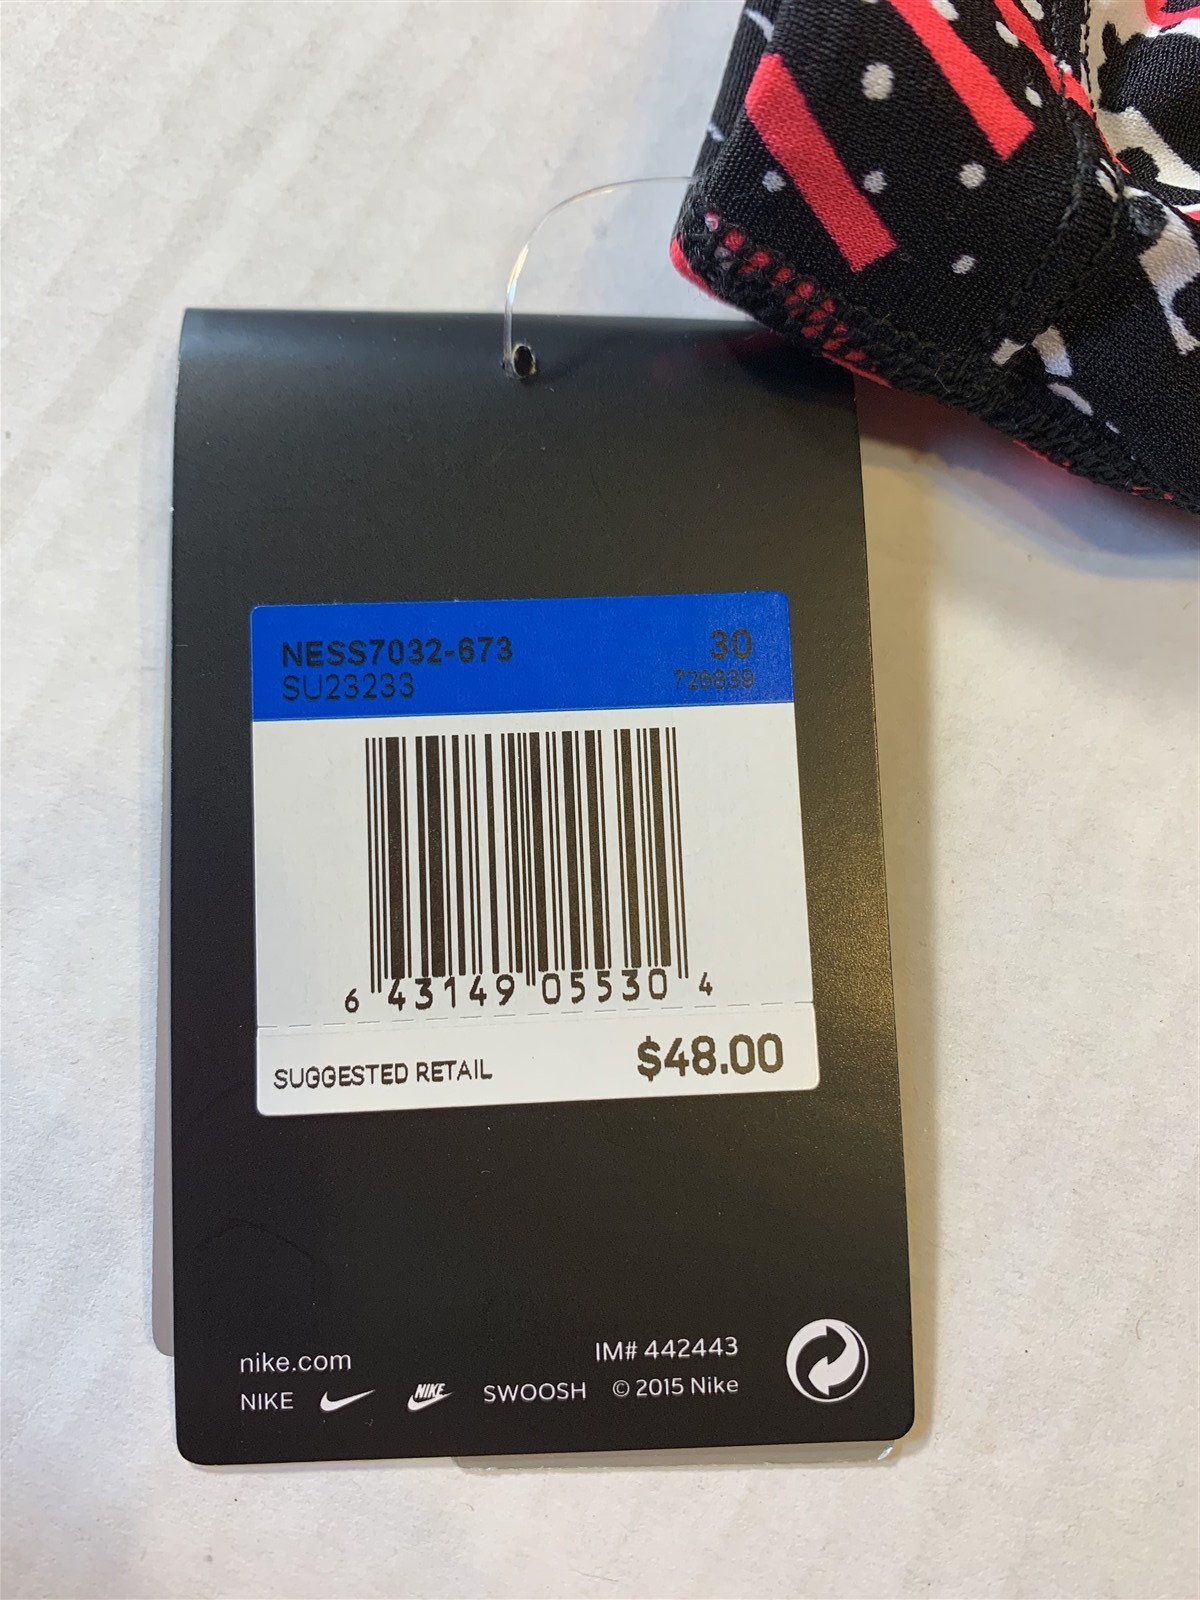 NESS7032-673 30
SU23233 726839
6 43149 05530 4
SUGGESTED RETAIL $48.00
nike.com IM# 442443
NIKE NIKE SWOOSH © 2015 Nike